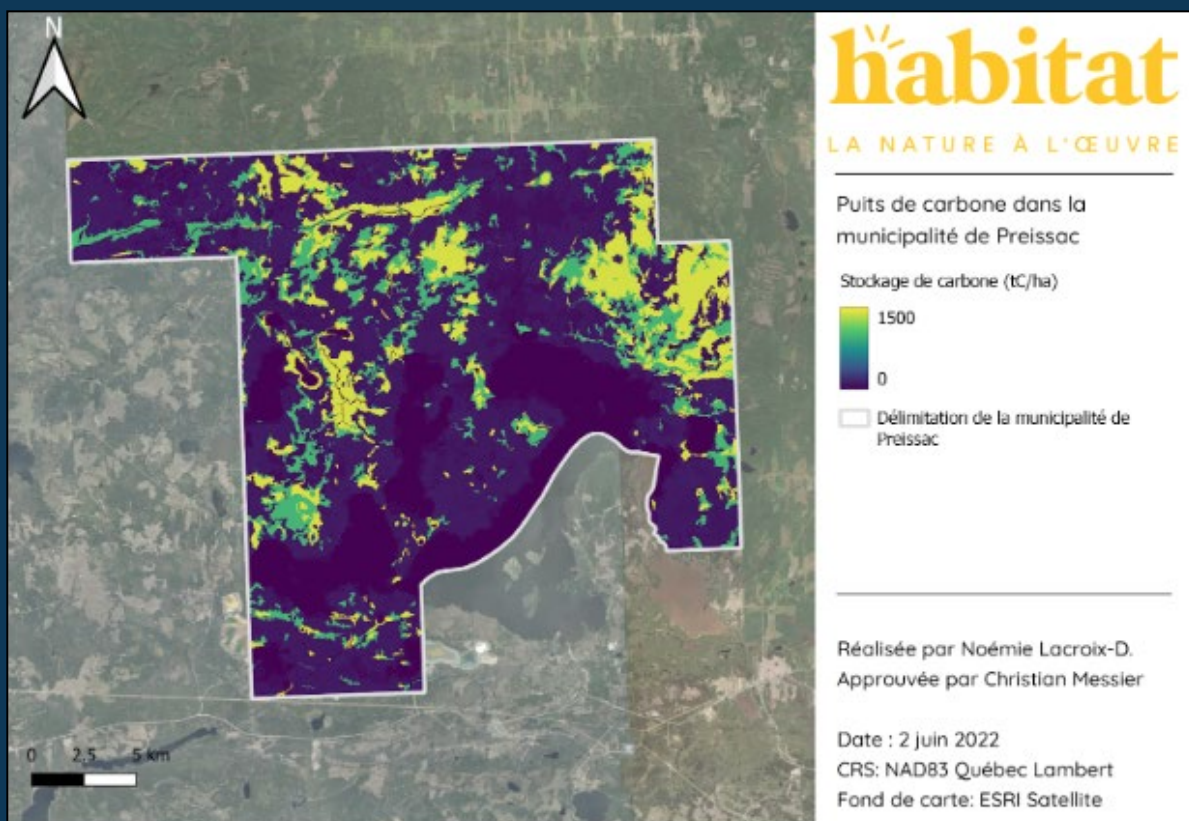 N
habitat
LA NATURE À L'ŒUVRE
Puits de carbone dans la
municipalité de Preissac
Stockage de carbone (tC/ha)
1500
0
Délimitation de la municipalité de
Preissac
0 2,5 5 km
Réalisée par Noémie Lacroix-D.
Approuvée par Christian Messier
Date : 2 juin 2022
CRS: NAD83 Québec Lambert
Fond de carte: ESRI Satellite